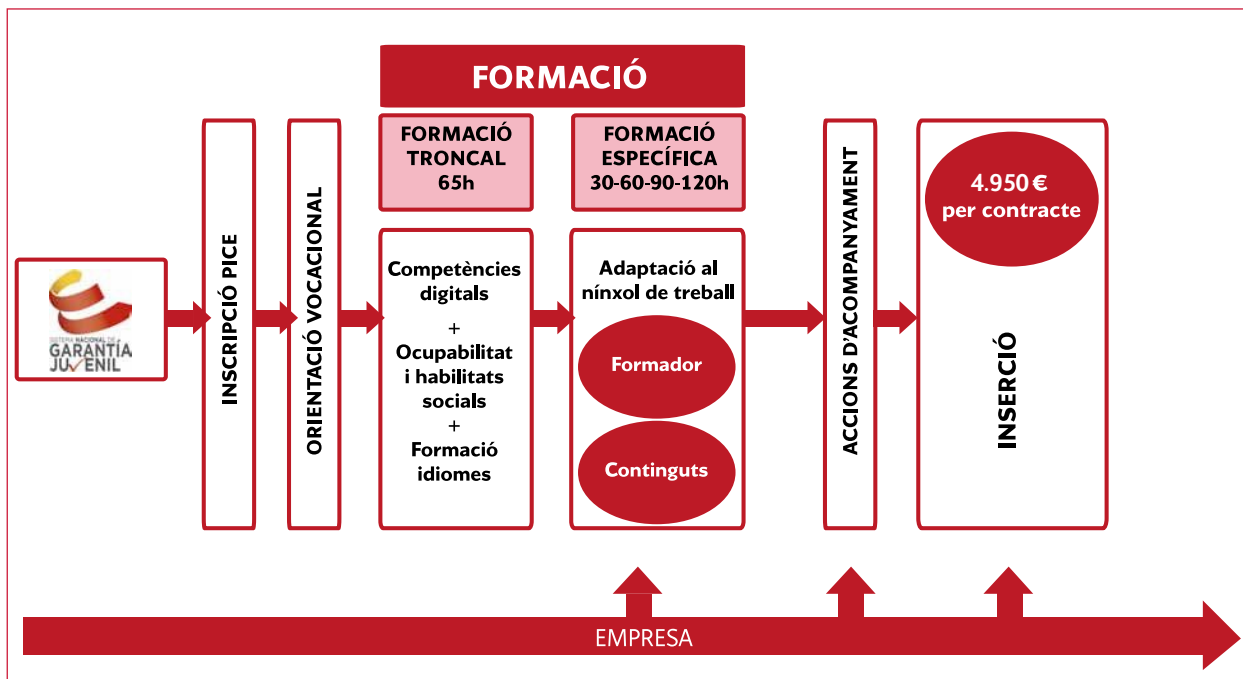 FORMACIÓ
FORMACIÓ
TRONCAL
65h
FORMACIÓ
ESPECÍFICA
30-60-90-120h
SISTEMA NACIONAL DE
GARANTÍA
JUVENIL
INSCRIPCIÓ PICE
ORIENTACIÓ VOCACIONAL
Competències
digitals
+
Ocupabilitat
i habilitats
socials
+
Formació
idiomes
Adaptació al
nínxol de treball
Formador
Continguts
ACCIONS D'ACOMPANYAMENT
4.950 €
per contracte
INSERCIÓ
EMPRESA